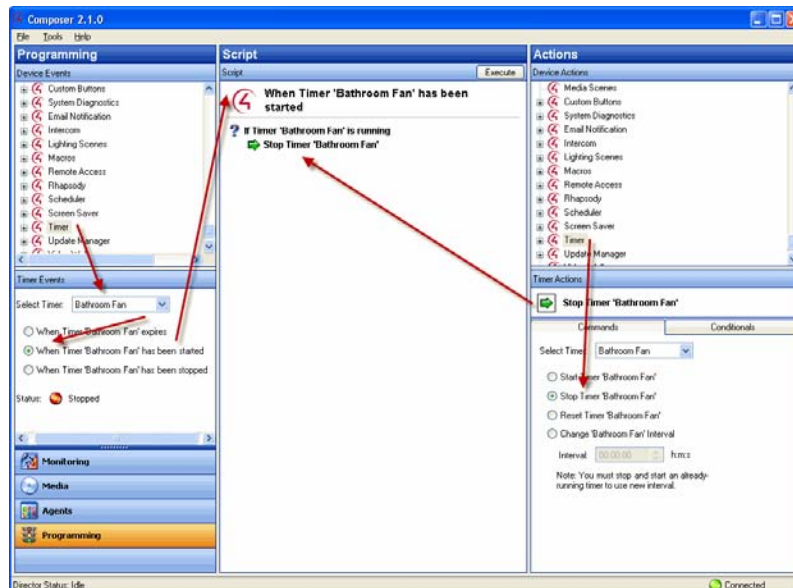 Composer 2.1.0
File Tools Help
Programming
Device Events
Custom Buttons
System Diagnostics
Email Notification
Intercom
Lighting Scenes
Macros
Remote Access
Rhapsody
Scheduler
Screen Saver
Timer
Update Manager
Timer Events
Select Timer: Bathroom Fan
When Timer 'Bathroom Fan' expires
When Timer 'Bathroom Fan' has been started
When Timer 'Bathroom Fan' has been stopped
Status: Stopped
Monitoring
Media
Agents
Programming
Script
Script Execute
When Timer 'Bathroom Fan' has been
started
If Timer 'Bathroom Fan' is running
Stop Timer 'Bathroom Fan'
Actions
Device Actions
Media Scenes
Custom Buttons
System Diagnostics
Email Notification
Intercom
Lighting Scenes
Macros
Remote Access
Rhapsody
Scheduler
Screen Saver
Timer
Update Manager
Timer Actions
Stop Timer 'Bathroom Fan'
Commands Conditionals
Select Timer: Bathroom Fan
Start Timer 'Bathroom Fan'
Stop Timer 'Bathroom Fan'
Reset Timer 'Bathroom Fan'
Change 'Bathroom Fan' Interval
Interval: 00:00:00 h:m:s
Note: You must stop and start an already-
running timer to use new interval.
Director Status: Idle
Connected